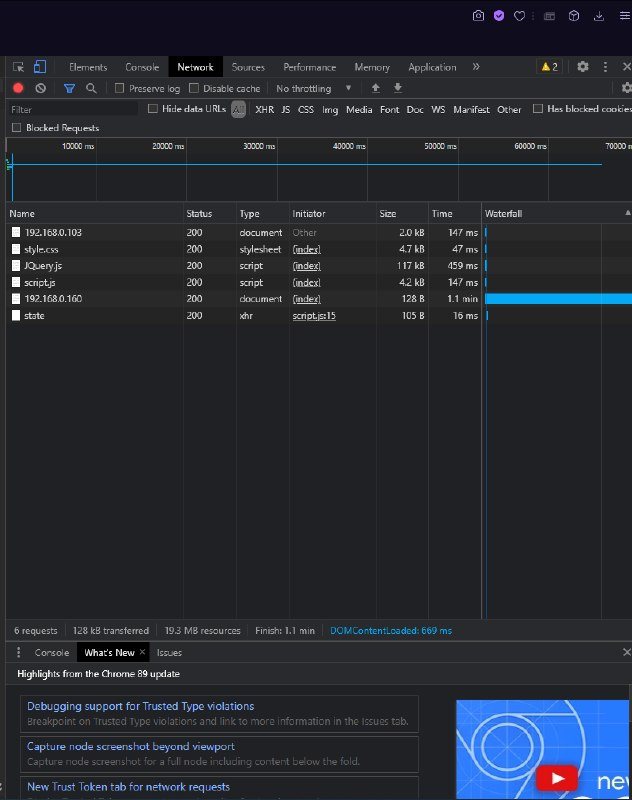 2
Elements Console Network Sources Performance Memory Application »
Preserve log Disable cache No throttling
Filter Hide data URLs All XHR JS CSS Img Media Font Doc WS Manifest Other Has blocked cookies
Blocked Requests
10000 ms 20000 ms 30000 ms 40000 ms 50000 ms 60000 ms 70000 m
Name Status Type Initiator Size Time Waterfall
192.168.0.103 200 document Other 2.0 kB 147 ms
style.css 200 stylesheet (index) 4.7 kB 47 ms
JQuery.js 200 script (index) 117 kB 459 ms
script.js 200 script (index) 4.2 kB 147 ms
192.168.0.160 200 document (index) 128 B 1.1 min
state 200 xhr script.js:15 105 B 16 ms
6 requests 128 kB transferred 19.3 MB resources Finish: 1.1 min DOMContentLoaded: 669 ms
Console What's New Issues
Highlights from the Chrome 89 update
Debugging support for Trusted Type violations
Breakpoint on Trusted Type violations and link to more information in the Issues tab.
Capture node screenshot beyond viewport
Capture node screenshot for a full node including content below the fold.
New Trust Token tab for network requests
nev